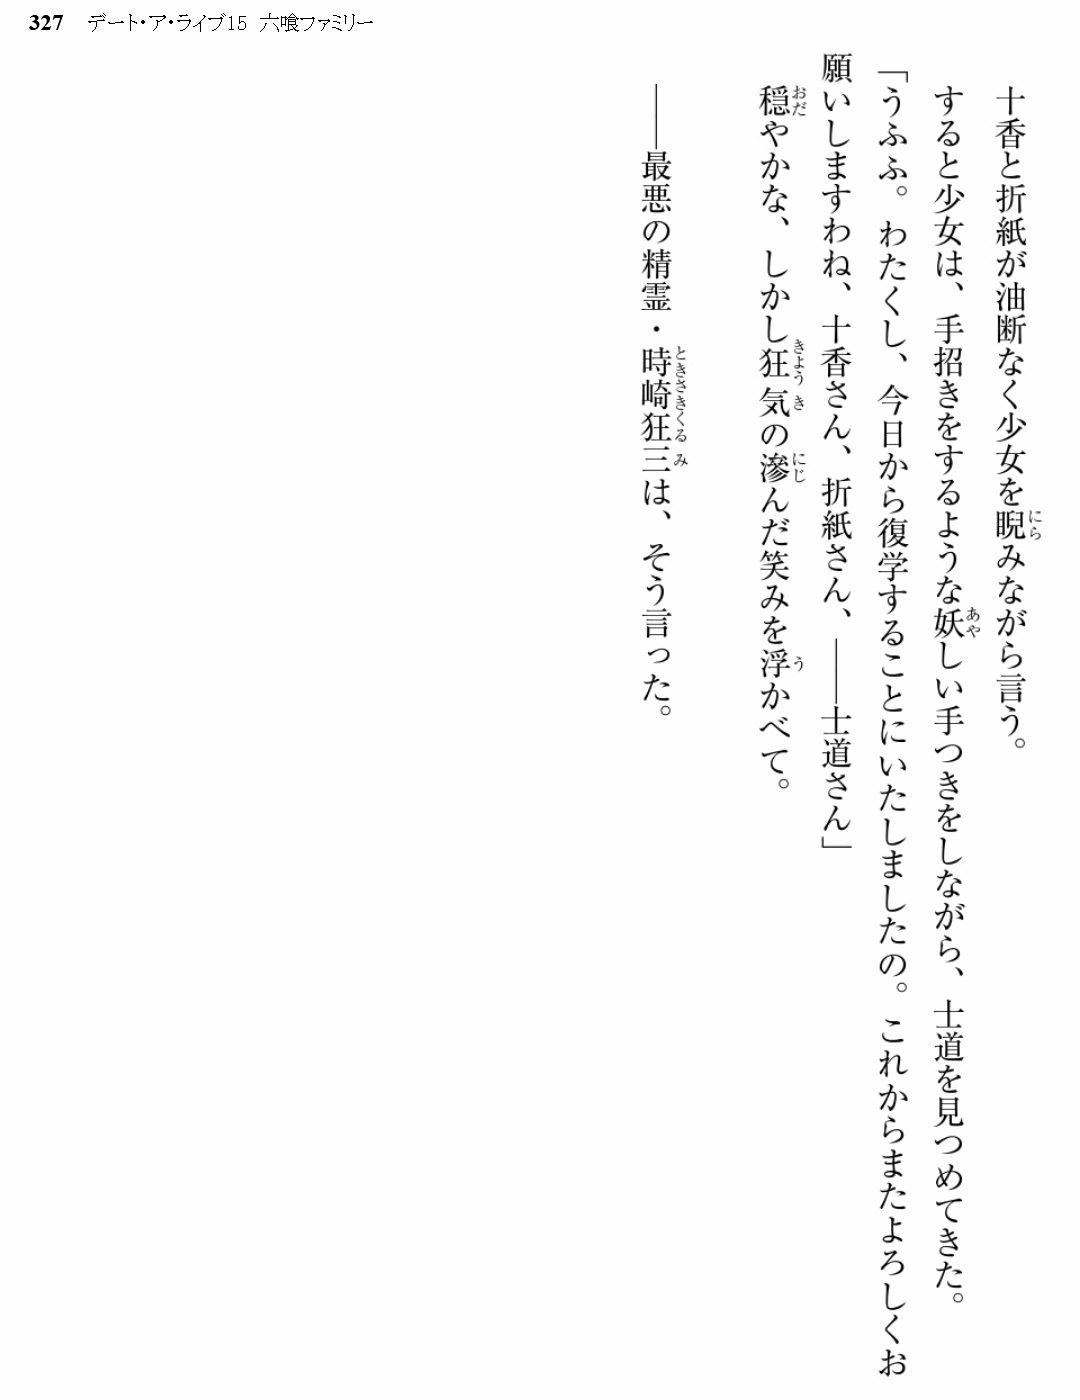 327 デート・ア・ライブ15 六喰ファミリー
十香と折紙が油断なく少女を睨みながら言う。
すると少女は、手招きをするような妖しい手つきをしながら、士道を見つめてきた。
「うふふ。わたくし、今日から復学することにいたしましたの。これからまたよろしくお
願いしますわね、十香さん、折紙さん、――士道さん」
穏やかな、しかし狂気の滲んだ笑みを浮かべて。
――最悪の精霊・時崎狂三は、そう言った。